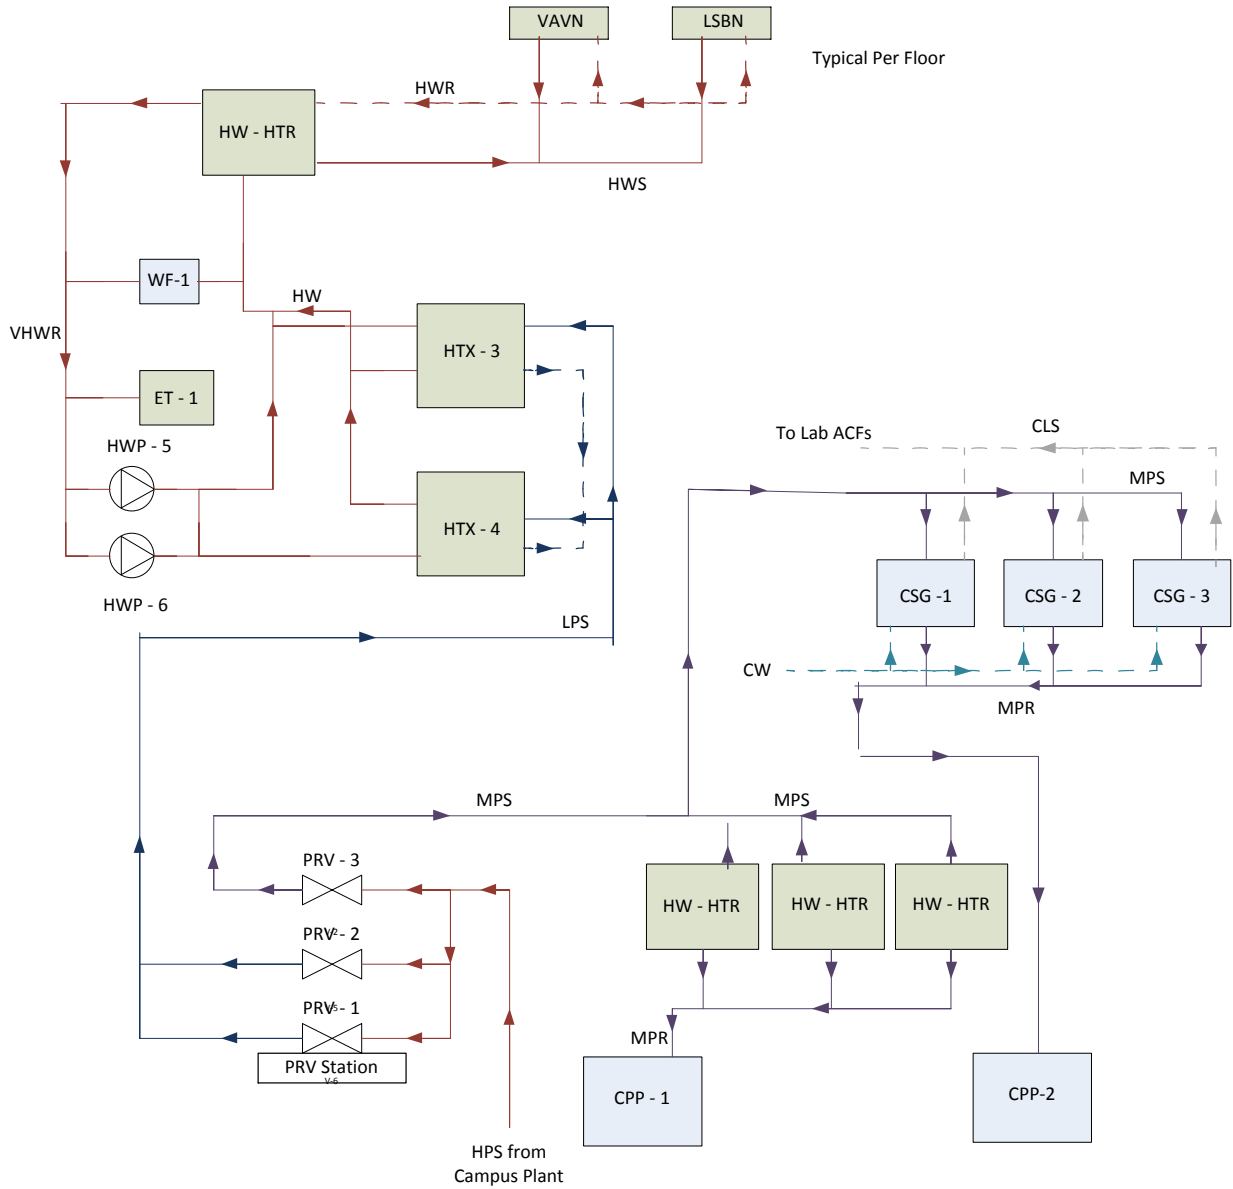 VAVN
LSBN
Typical Per Floor
HWR
HW - HTR
HWS
WF-1
HW
VHWR
HTX - 3
ET - 1
HWP - 5
To Lab ACFs
CLS
MPS
HTX - 4
HWP - 6
CSG -1
CSG - 2
CSG - 3
LPS
CW
MPR
MPS
MPS
PRV - 3
HW - HTR
HW - HTR
HW - HTR
PRV - 2
PRV - 1
MPR
PRV Station
V-6
CPP - 1
CPP-2
HPS from
Campus Plant